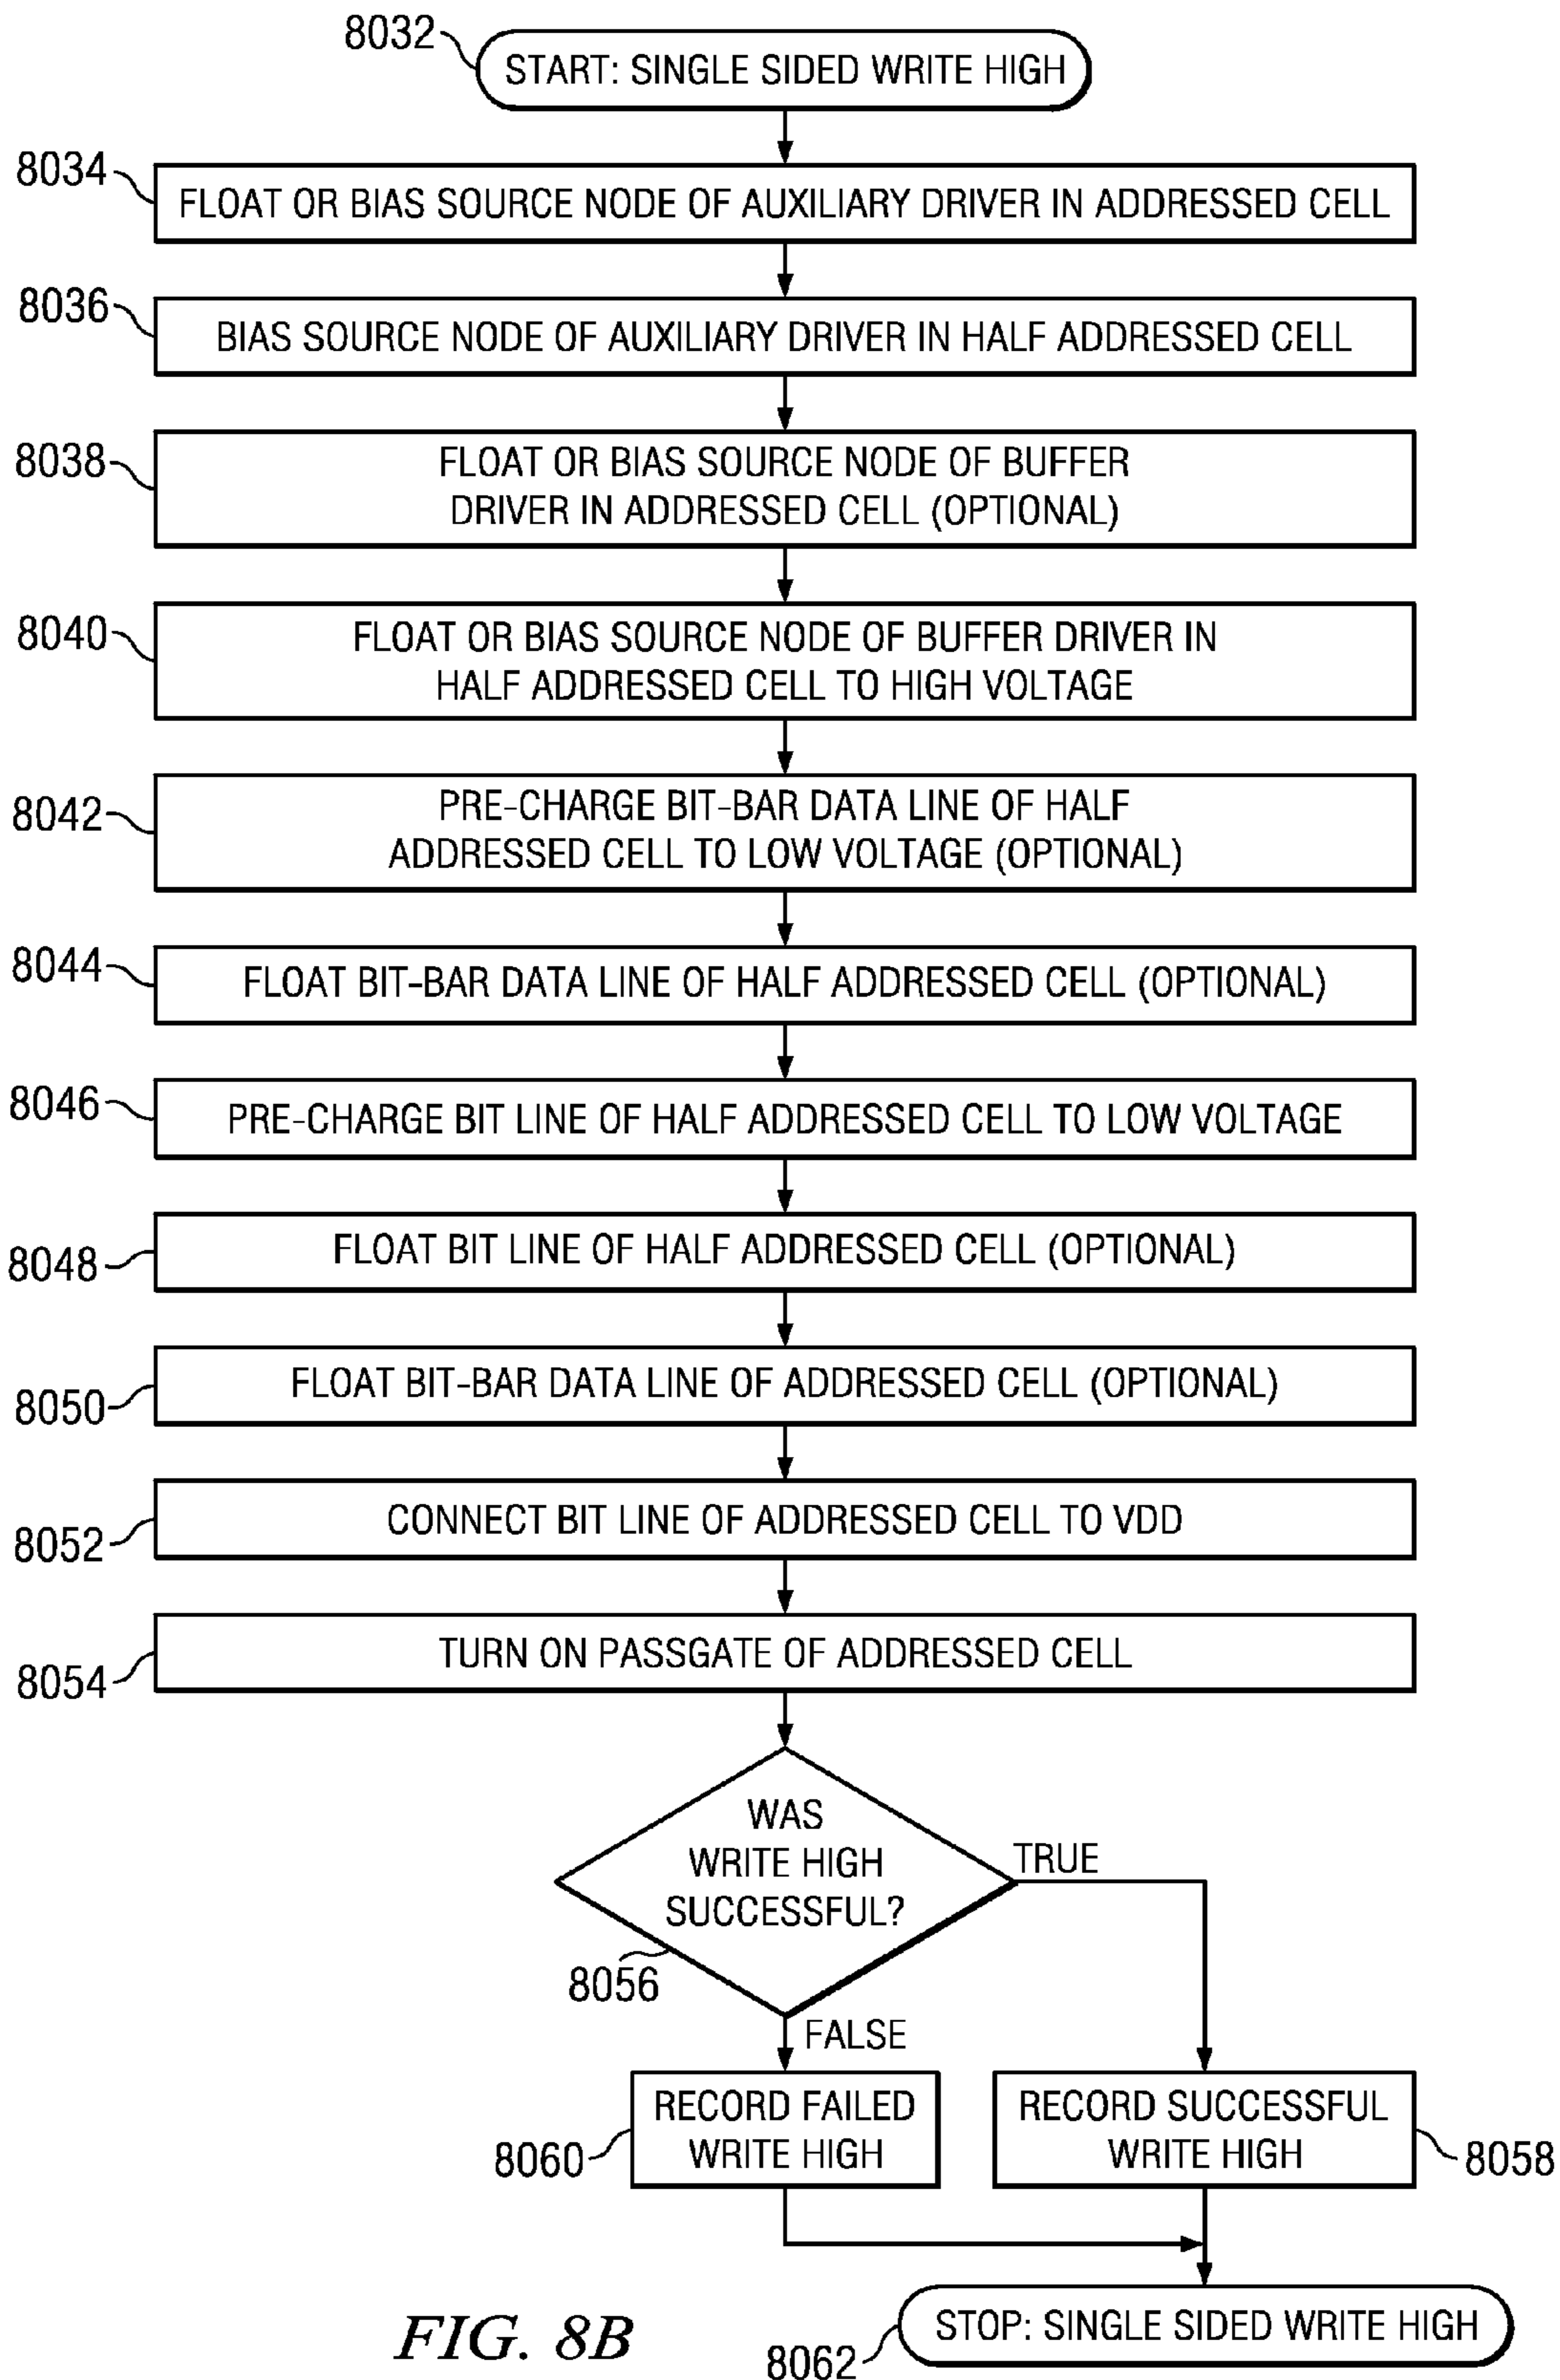 8032
START: SINGLE SIDED WRITE HIGH
8034
FLOAT OR BIAS SOURCE NODE OF AUXILIARY DRIVER IN ADDRESSED CELL
8036
BIAS SOURCE NODE OF AUXILIARY DRIVER IN HALF ADDRESSED CELL
8038
FLOAT OR BIAS SOURCE NODE OF BUFFER
DRIVER IN ADDRESSED CELL (OPTIONAL)
8040
FLOAT OR BIAS SOURCE NODE OF BUFFER DRIVER IN
HALF ADDRESSED CELL TO HIGH VOLTAGE
8042
PRE-CHARGE BIT-BAR DATA LINE OF HALF
ADDRESSED CELL TO LOW VOLTAGE (OPTIONAL)
8044
FLOAT BIT-BAR DATA LINE OF HALF ADDRESSED CELL (OPTIONAL)
8046
PRE-CHARGE BIT LINE OF HALF ADDRESSED CELL TO LOW VOLTAGE
8048
FLOAT BIT LINE OF HALF ADDRESSED CELL (OPTIONAL)
8050
FLOAT BIT-BAR DATA LINE OF ADDRESSED CELL (OPTIONAL)
8052
CONNECT BIT LINE OF ADDRESSED CELL TO VDD
8054
TURN ON PASSGATE OF ADDRESSED CELL
WAS
WRITE HIGH
SUCCESSFUL?
TRUE
8056
FALSE
RECORD FAILED
WRITE HIGH
8060
RECORD SUCCESSFUL
WRITE HIGH
8058
STOP: SINGLE SIDED WRITE HIGH
8062
FIG. 8B